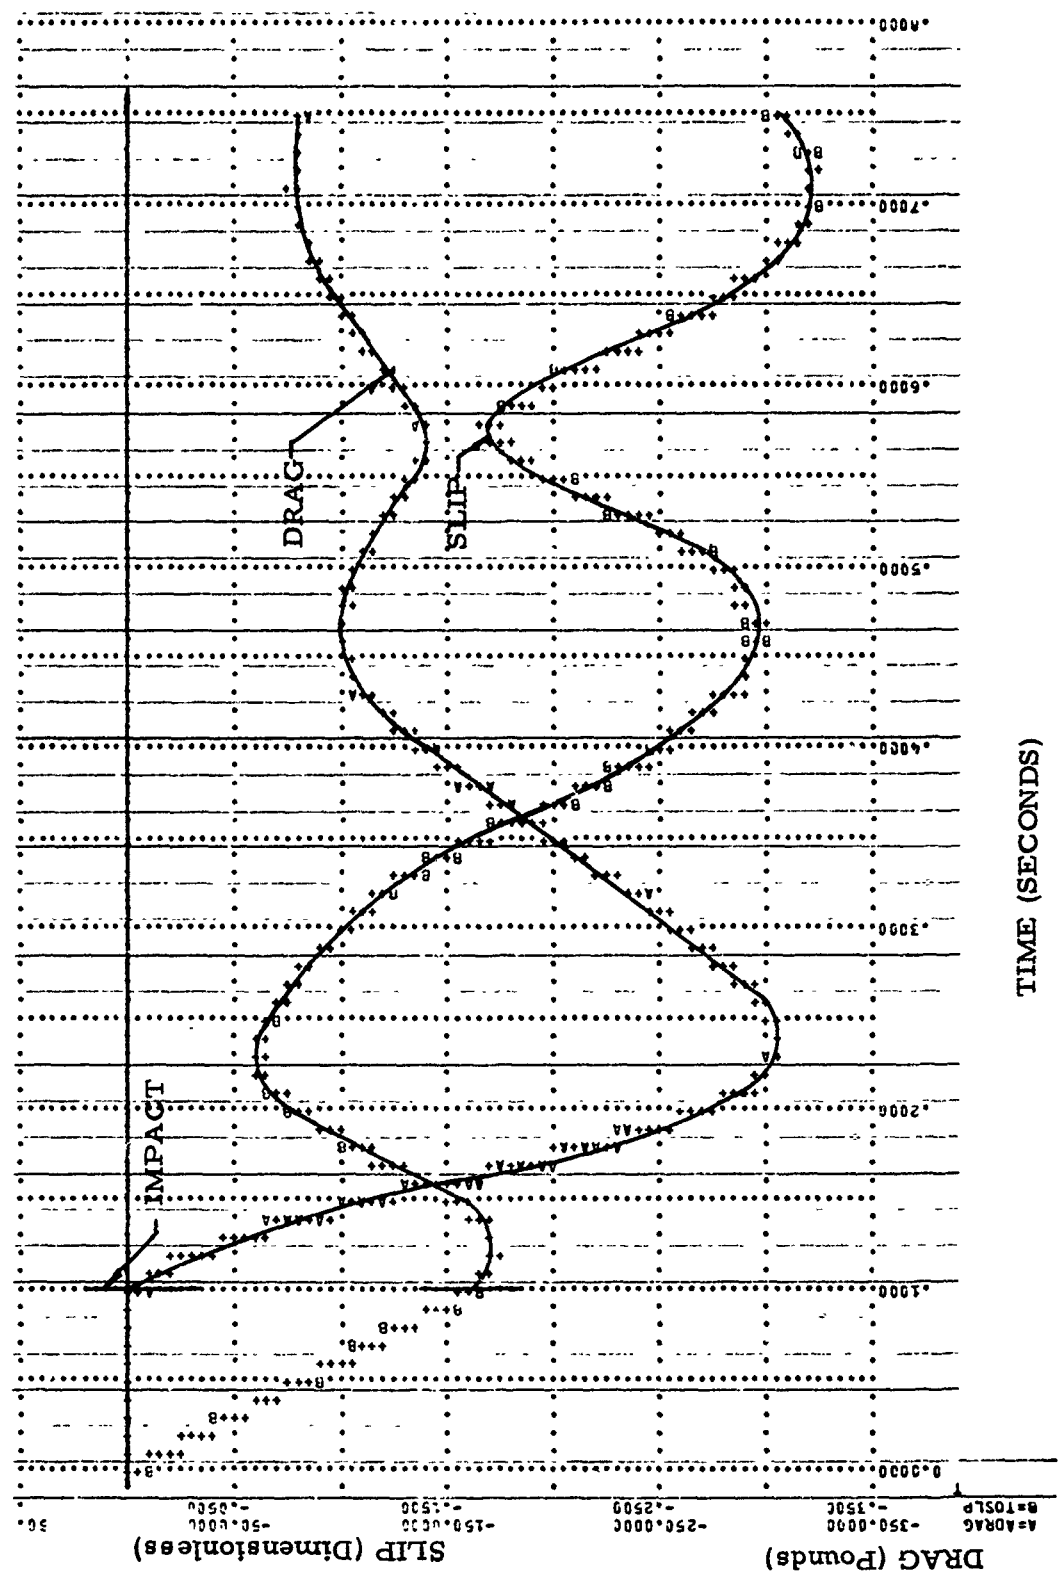 SLIP (Dimensionless)
DRAG (Pounds)
A=ADRAG
B=TOSLP
-.0500
-.1500
-.2500
-.3500
-50.0000
-150.0000
-250.0000
-350.0000
0.0000
.1000
.2000
.3000
.4000
.5000
.6000
.7000
.8000
IMPACT
DRAG
SLIP
TIME (SECONDS)